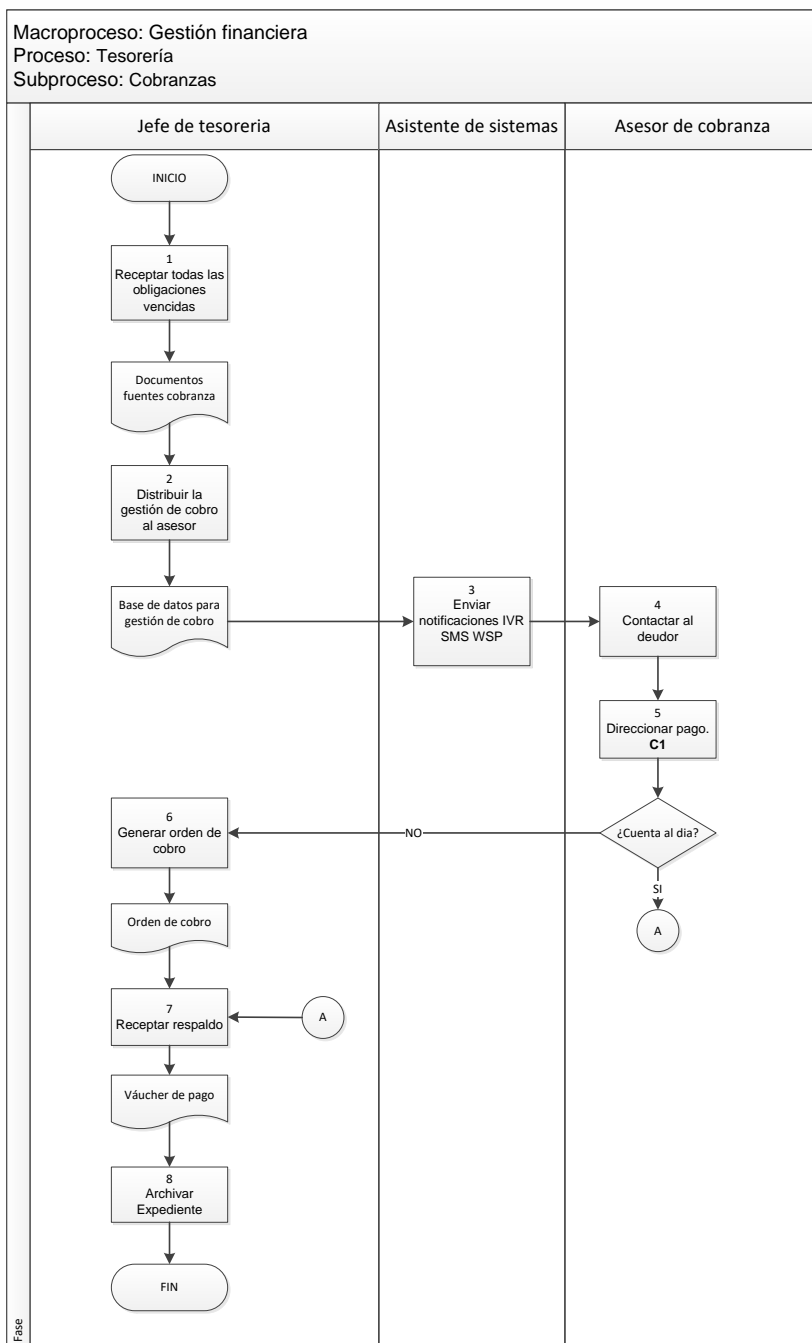 Macroproceso: Gestión financiera
Proceso: Tesorería
Subproceso: Cobranzas
Jefe de tesoreria
Asistente de sistemas
Asesor de cobranza
INICIO
1
Receptar todas las
obligaciones
vencidas
Documentos
fuentes cobranza
2
Distribuir la
gestión de cobro
al asesor
Base de datos para
gestión de cobro
3
Enviar
notificaciones IVR
SMS WSP
4
Contactar al
deudor
5
Direccionar pago.
C1
¿Cuenta al dia?
NO
SI
A
6
Generar orden de
cobro
Orden de cobro
7
Receptar respaldo
A
Váucher de pago
8
Archivar
Expediente
FIN
Fase